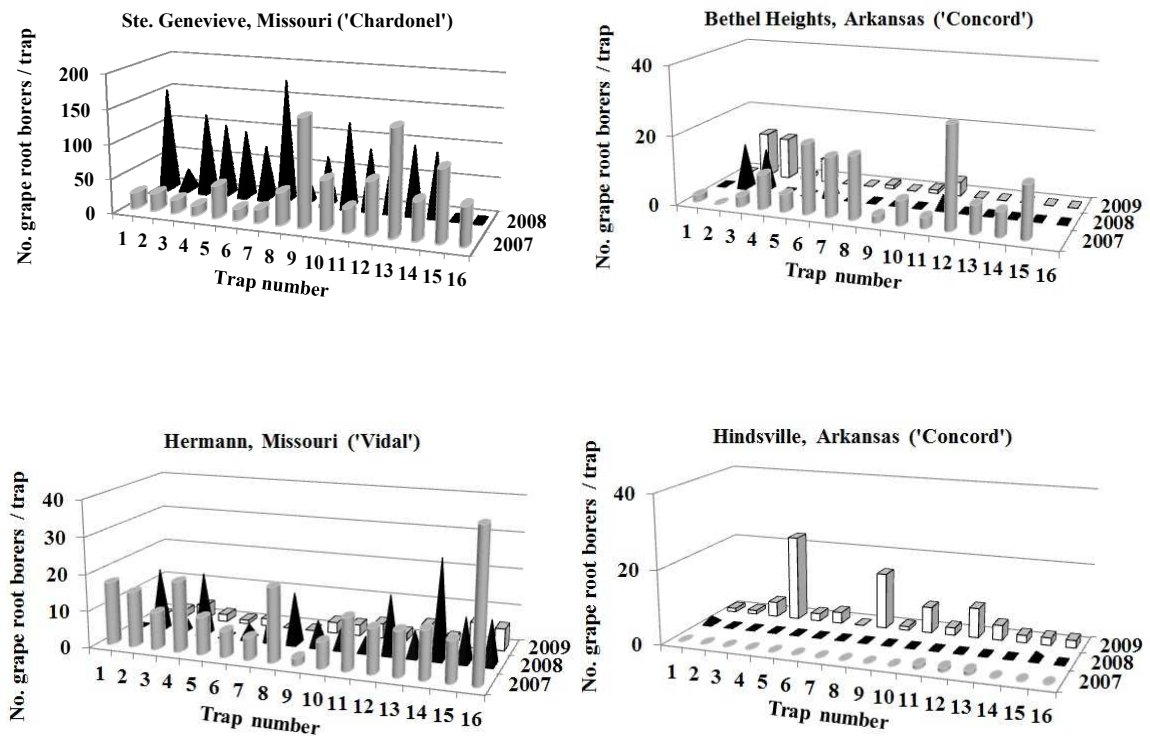 Ste. Genevieve, Missouri ('Chardonel')
No. grape root borers / trap
200
150
100
50
0
1 2 3 4 5 6 7 8 9 10 11 12 13 14 15 16
Trap number
2008
2007
Bethel Heights, Arkansas ('Concord')
No. grape root borers / trap
40
20
0
1 2 3 4 5 6 7 8 9 10 11 12 13 14 15 16
Trap number
2009
2008
2007
Hermann, Missouri ('Vidal')
No. grape root borers / trap
40
30
20
10
0
1 2 3 4 5 6 7 8 9 10 11 12 13 14 15 16
Trap number
2009
2008
2007
Hindsville, Arkansas ('Concord')
No. grape root borers / trap
40
20
0
1 2 3 4 5 6 7 8 9 10 11 12 13 14 15 16
Trap number
2009
2008
2007